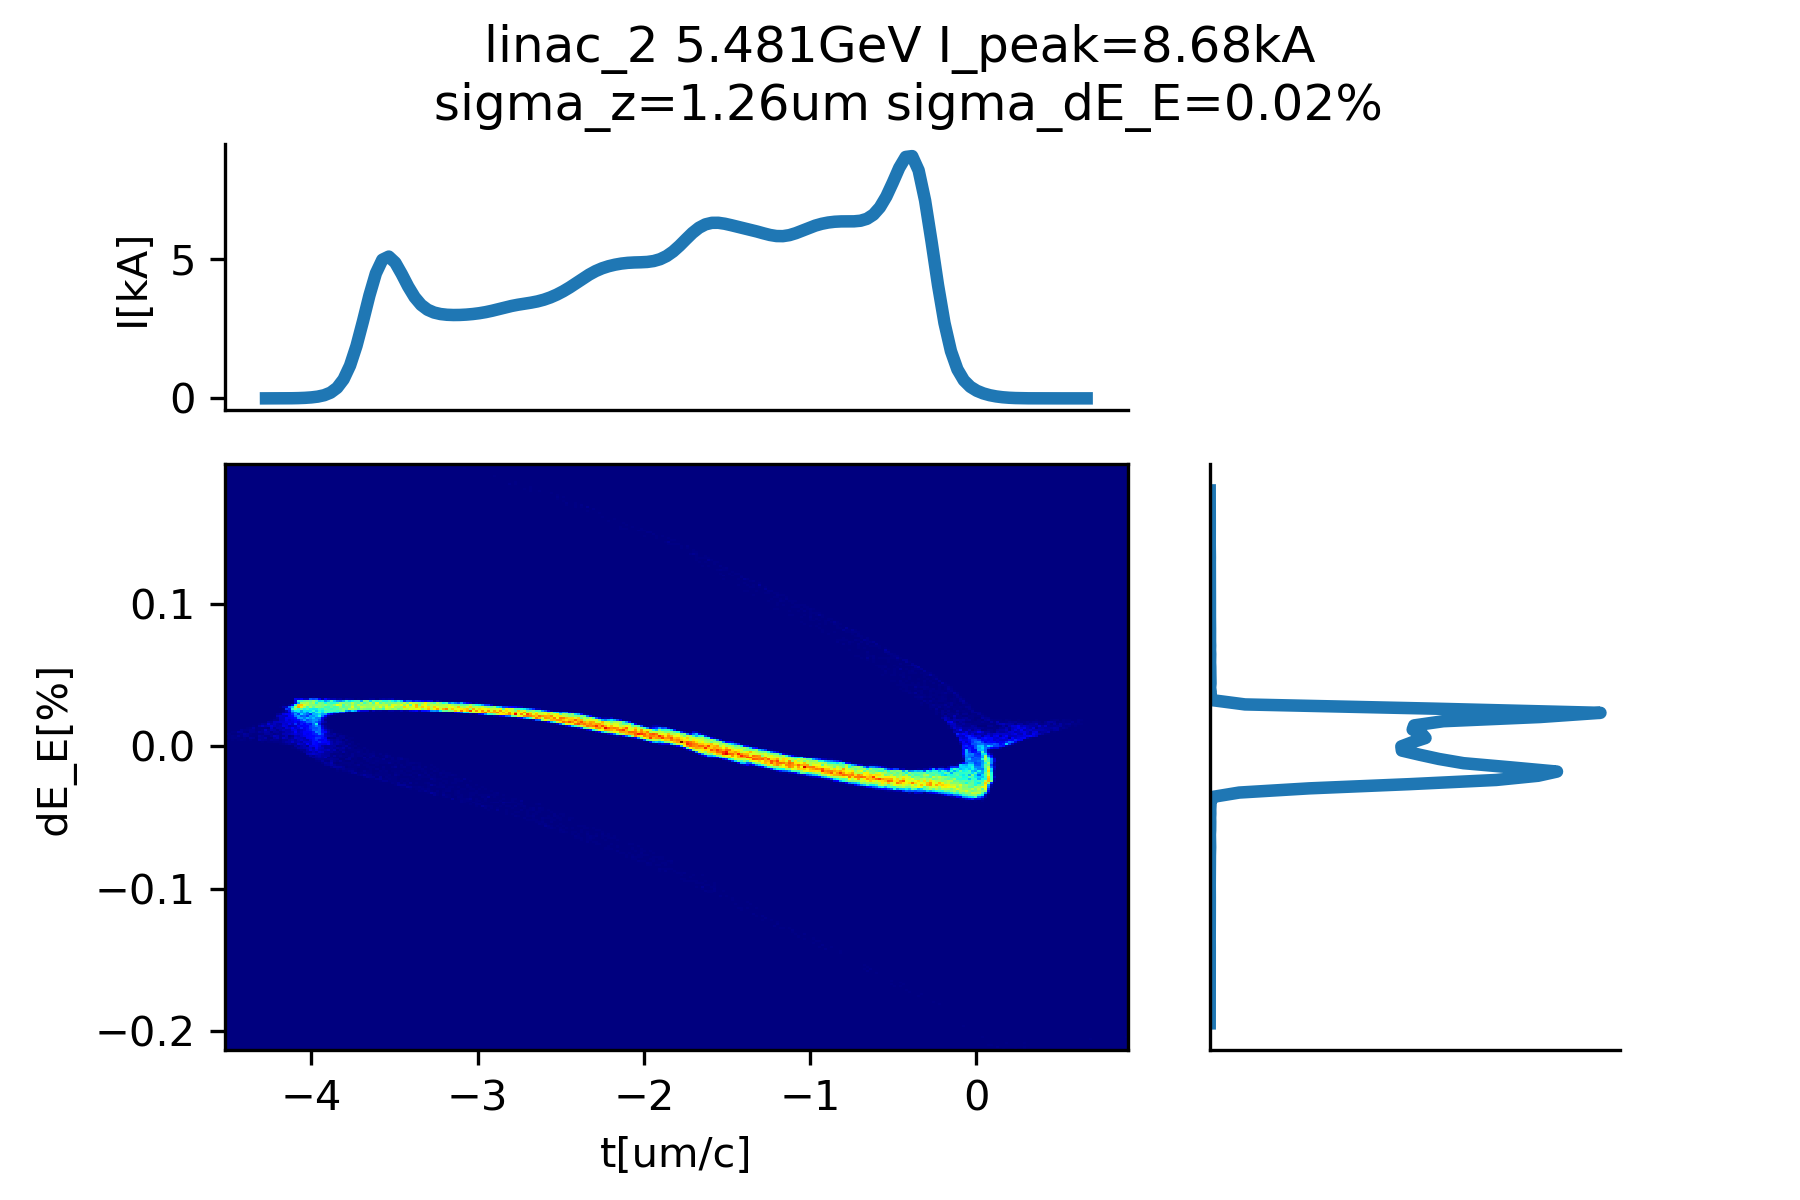 linac_2 5.481GeV I_peak=8.68kA
sigma_z=1.26um sigma_dE_E=0.02%
I[kA]
5
0
dE_E[%]
0.1
0.0
−0.1
−0.2
−4 −3 −2 −1 0
t[um/c]